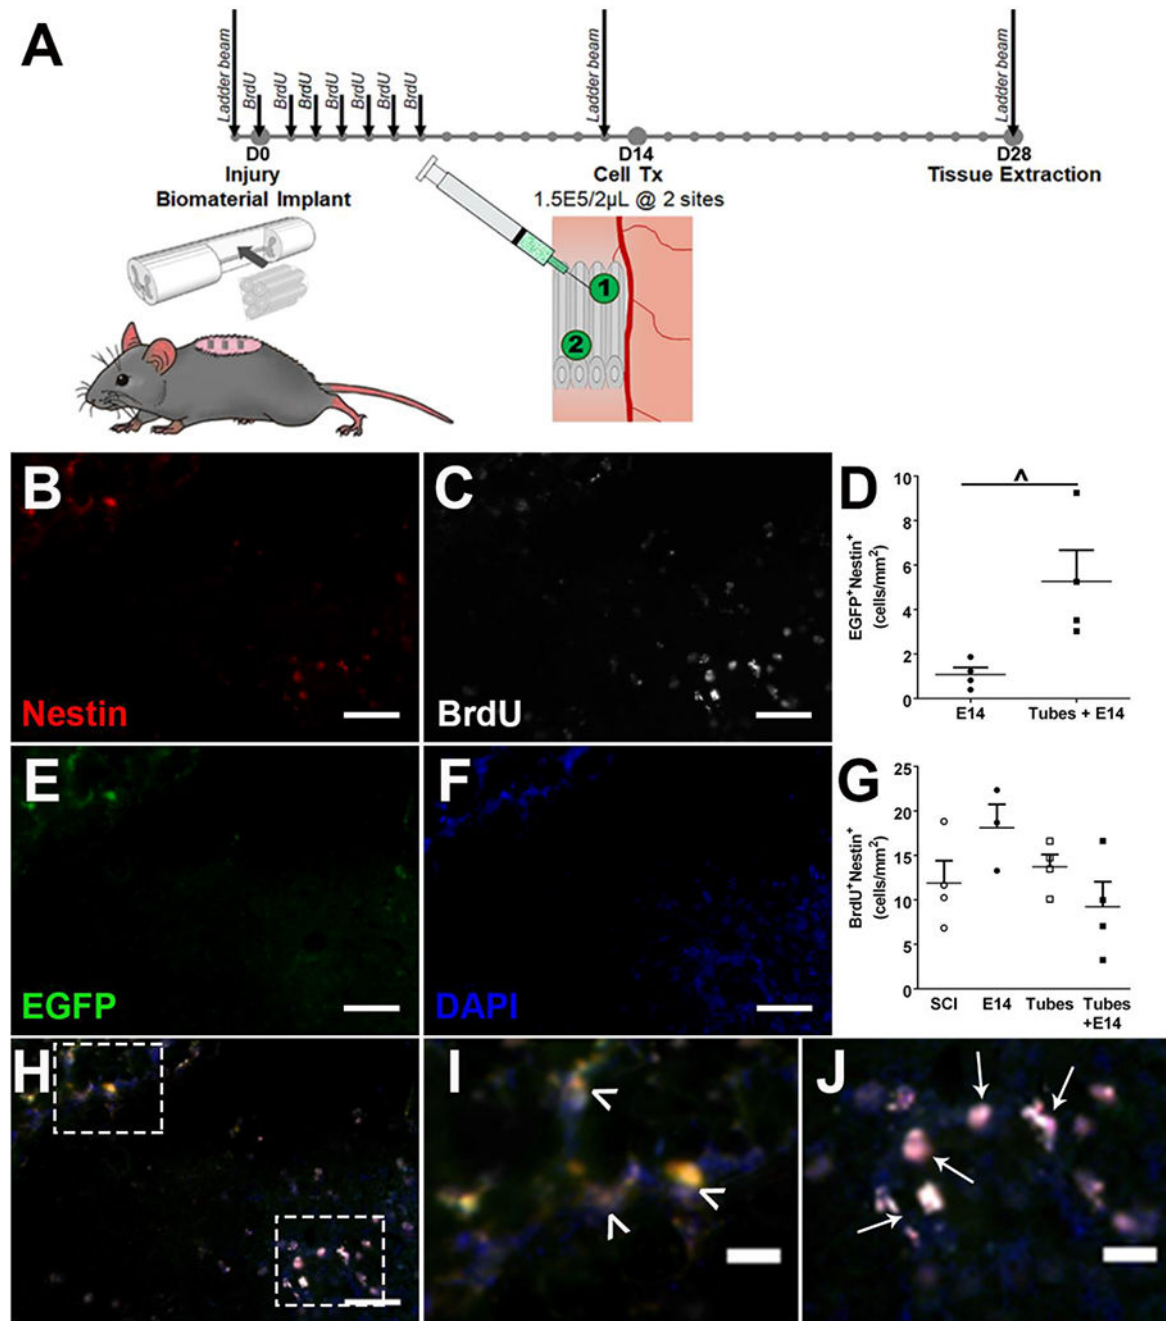 A
Ladder beam
BrdU
BrdU
BrdU
BrdU
BrdU
BrdU
BrdU
Ladder beam
Ladder beam
D0
Injury
Biomaterial Implant
D14
Cell Tx
1.5E5/2µL @ 2 sites
D28
Tissue Extraction
1
2
B
Nestin
C
BrdU
D
EGFP⁺Nestin⁺
(cells/mm²)
10
8
6
4
2
0
^
E14
Tubes + E14
E
EGFP
F
DAPI
G
BrdU⁺Nestin⁺
(cells/mm²)
25
20
15
10
5
0
SCI
E14
Tubes
Tubes
+E14
H
I
J